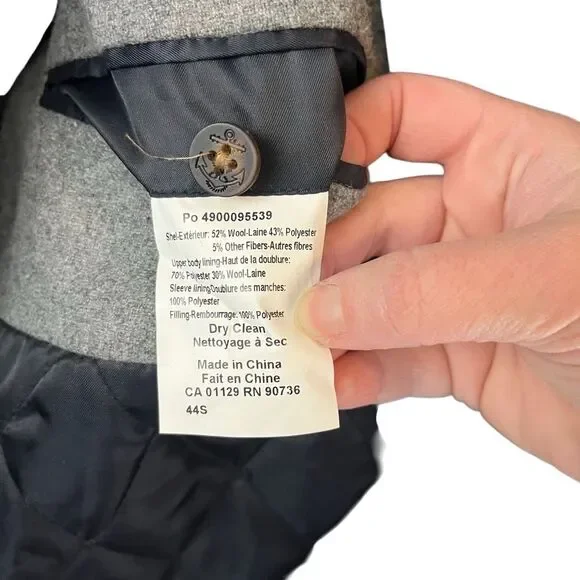 Po 4900095539
Shel-Extérieur: 52% Wool-Laine 43% Polyester
5% Other Fibers-Autres fibres
Upper body lining-Haut de la doublure:
70% Polyester 30% Wool-Laine
Sleeve lining-Doublure des manches:
100% Polyester
Filling-Rembourrage: 100% Polyester
Dry Clean
Nettoyage à Sec
Made in China
Fait en Chine
CA 01129 RN 90736
44S